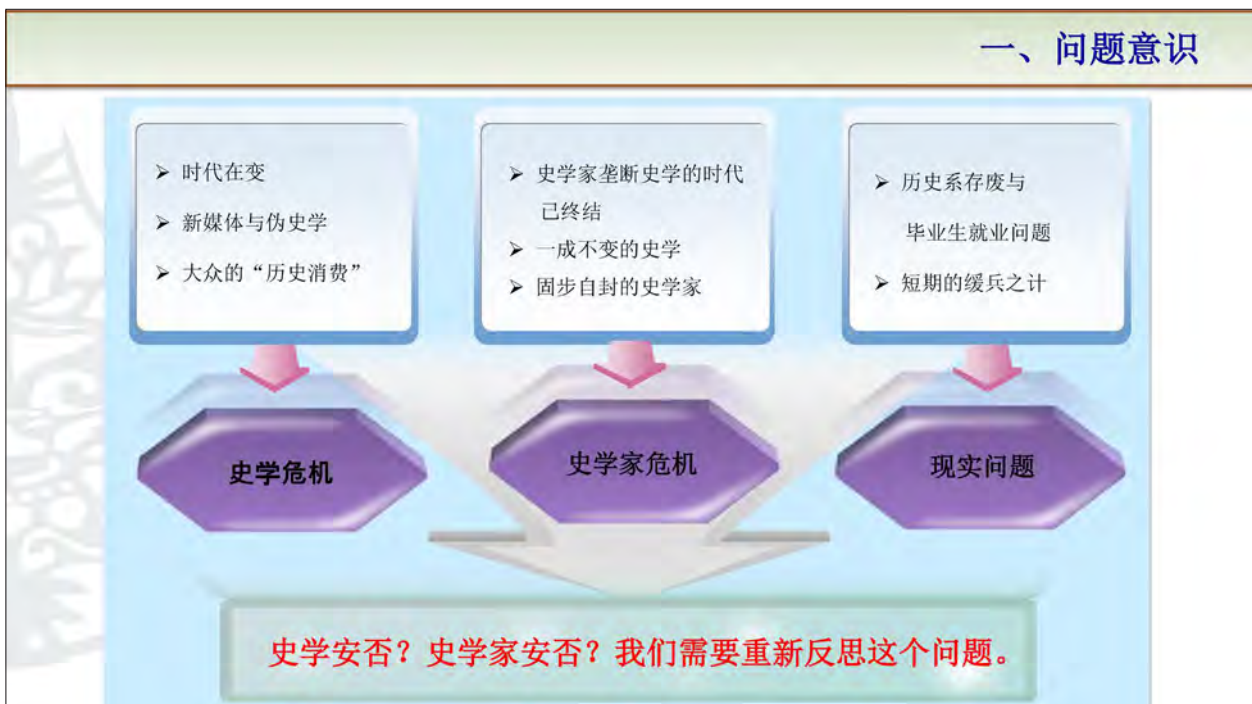 一、问题意识
➢ 时代在变
➢ 新媒体与伪史学
➢ 大众的“历史消费”
➢ 史学家垄断史学的时代
已终结
➢ 一成不变的史学
➢ 固步自封的史学家
➢ 历史系存废与
毕业生就业问题
➢ 短期的缓兵之计
史学危机
史学家危机
现实问题
史学安否？史学家安否？我们需要重新反思这个问题。